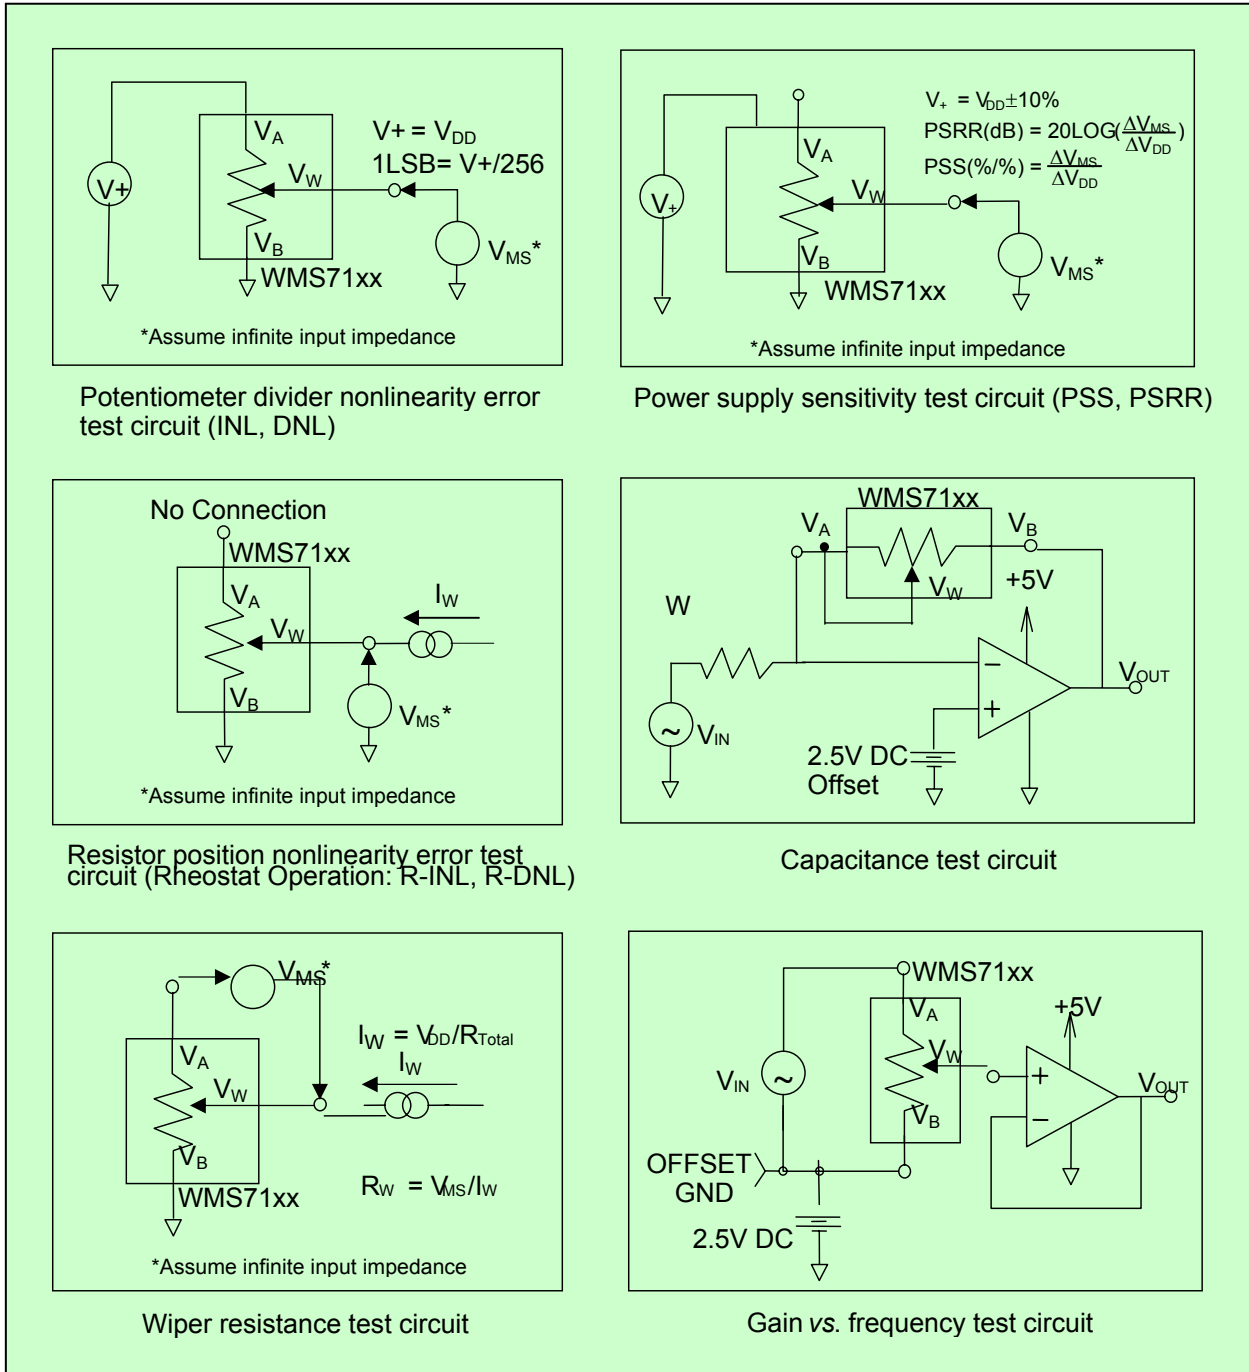 V+ = VDD
1LSB= V+/256
VA
V+
VW
VB
VMS*
WMS71xx
*Assume infinite input impedance
Potentiometer divider nonlinearity error
test circuit (INL, DNL)
V+ = VDD±10%
PSRR(dB) = 20LOG(ΔVMS/ΔVDD)
PSS(%/%) = ΔVMS/ΔVDD
VA
V+
VW
VB
VMS*
WMS71xx
*Assume infinite input impedance
Power supply sensitivity test circuit (PSS, PSRR)
No Connection
WMS71xx
VA
IW
VW
VB
VMS*
*Assume infinite input impedance
Resistor position nonlinearity error test
circuit (Rheostat Operation: R-INL, R-DNL)
WMS71xx
VA
VB
VW
+5V
W
−
VOUT
+
VIN
~
2.5V DC
Offset
Capacitance test circuit
VMS*
IW = VDD/RTotal
VA
IW
VW
VB
RW = VMS/IW
WMS71xx
*Assume infinite input impedance
Wiper resistance test circuit
WMS71xx
VA
+5V
VW
VIN
~
+
VOUT
VB
−
OFFSET
GND
2.5V DC
Gain vs. frequency test circuit